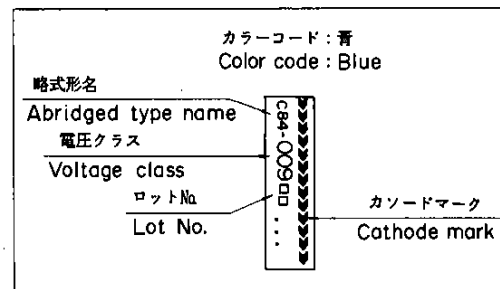 カラーコード：青
Color code : Blue
略式形名
Abridged type name
電圧クラス
Voltage class
ロットNo.
Lot No.
C84-009□□...
カソードマーク
Cathode mark